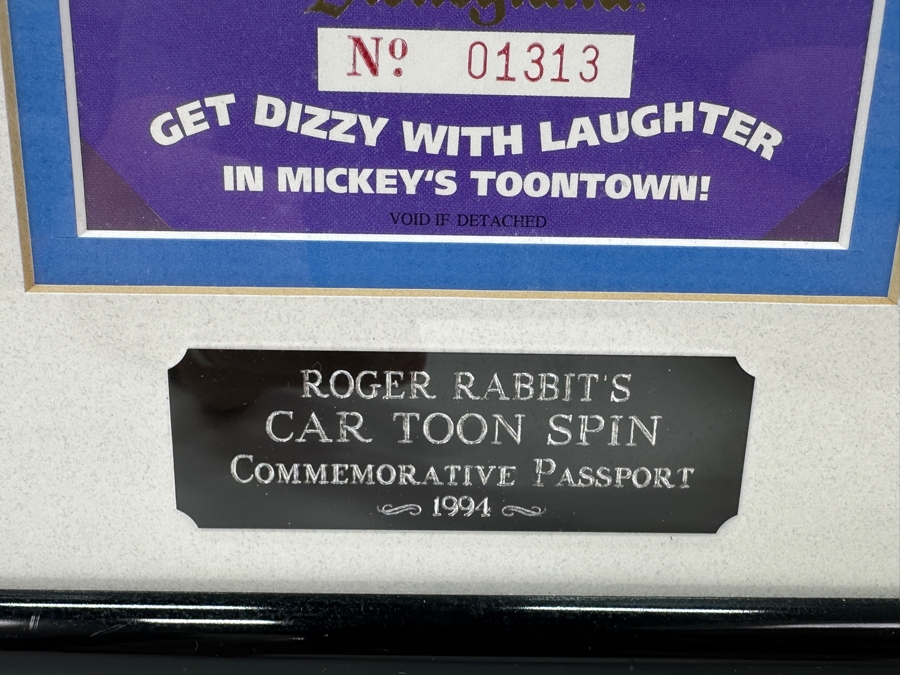 Disneyland.
Nº 01313
GET DIZZY WITH LAUGHTER
IN MICKEY'S TOONTOWN!
VOID IF DETACHED
ROGER RABBIT'S
CAR TOON SPIN
COMMEMORATIVE PASSPORT
1994